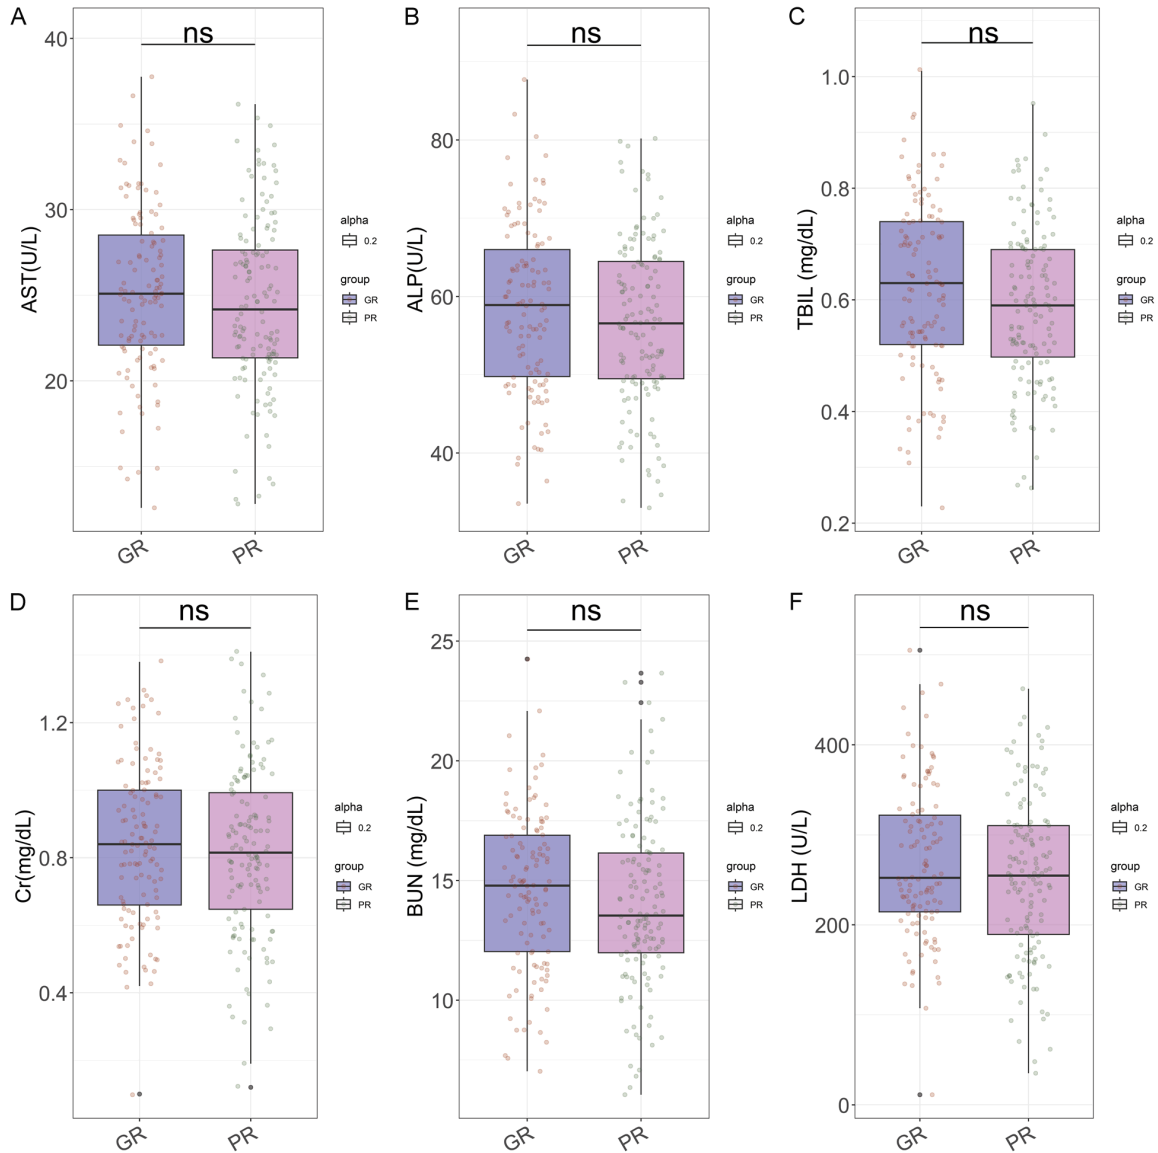 A
ns
40
30
20
AST(U/L)
GR
PR
alpha
0.2
group
GR
PR
B
ns
80
60
40
ALP(U/L)
GR
PR
alpha
0.2
group
GR
PR
C
ns
1.0
0.8
0.6
0.4
0.2
TBIL (mg/dL)
GR
PR
alpha
0.2
group
GR
PR
D
ns
1.2
0.8
0.4
Cr(mg/dL)
GR
PR
alpha
0.2
group
GR
PR
E
ns
25
20
15
10
BUN (mg/dL)
GR
PR
alpha
0.2
group
GR
PR
F
ns
400
200
0
LDH (U/L)
GR
PR
alpha
0.2
group
GR
PR